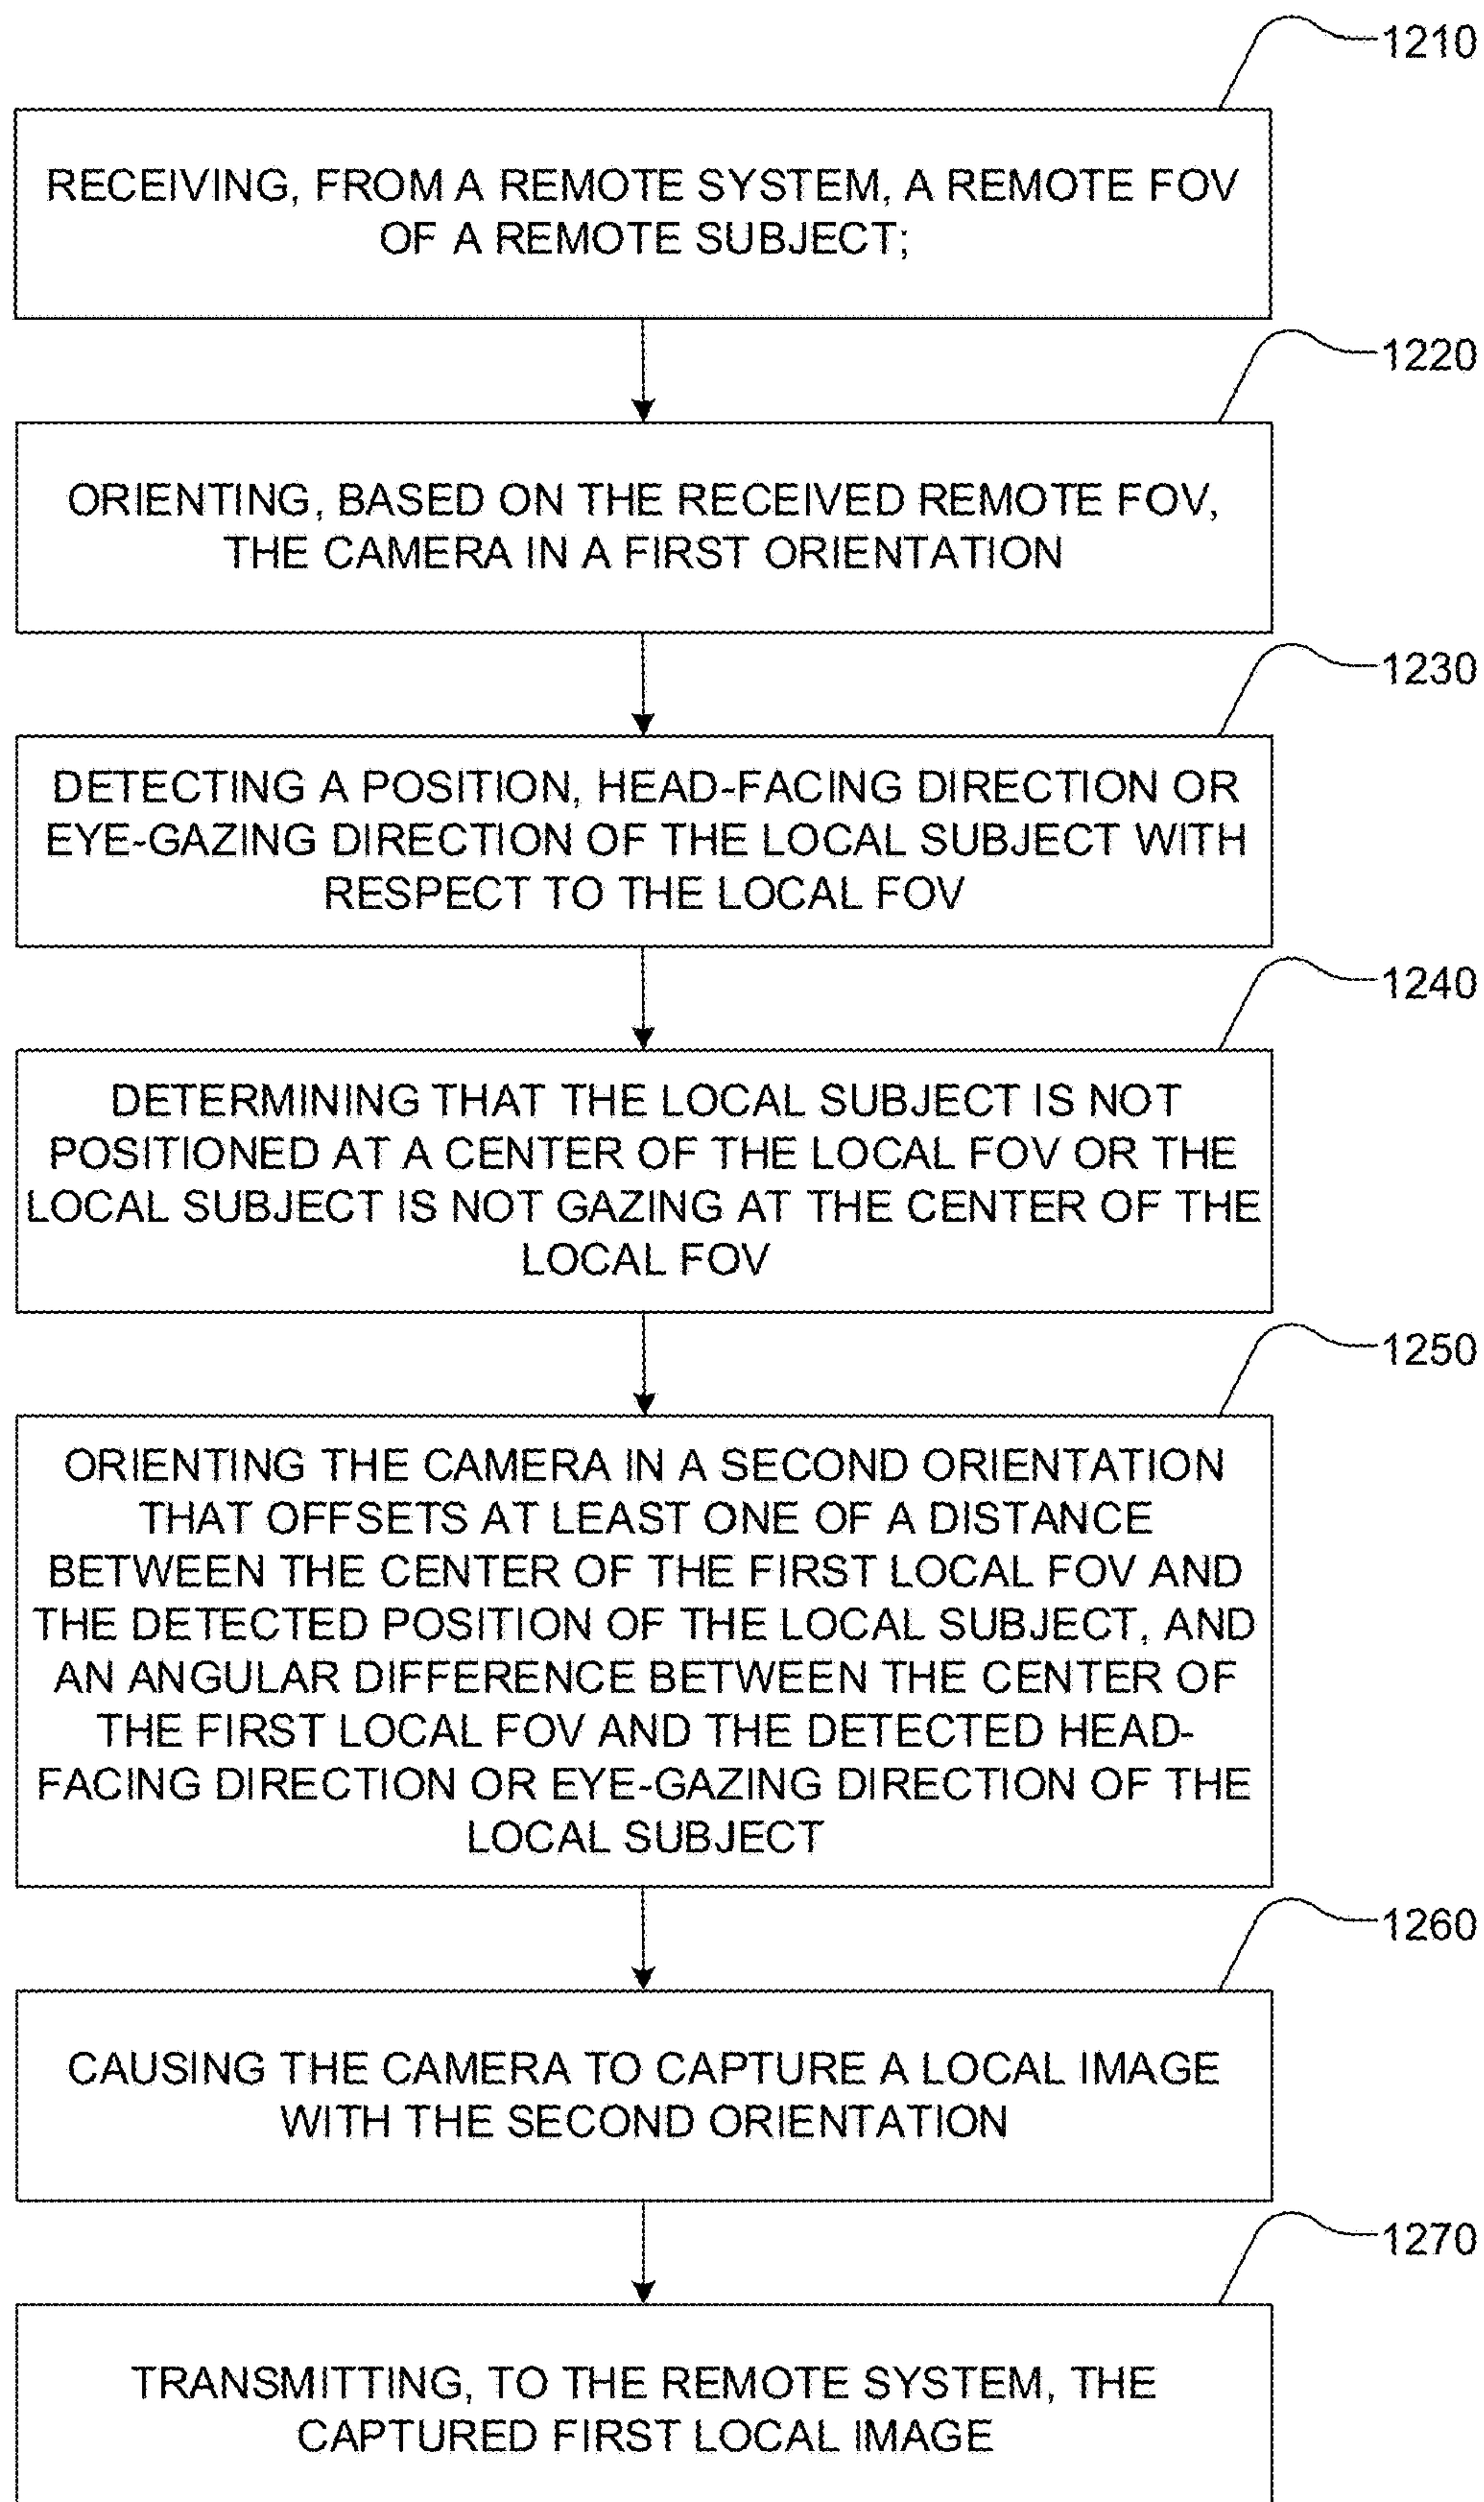 1210
RECEIVING, FROM A REMOTE SYSTEM, A REMOTE FOV
OF A REMOTE SUBJECT;
1220
ORIENTING, BASED ON THE RECEIVED REMOTE FOV,
THE CAMERA IN A FIRST ORIENTATION
1230
DETECTING A POSITION, HEAD-FACING DIRECTION OR
EYE-GAZING DIRECTION OF THE LOCAL SUBJECT WITH
RESPECT TO THE LOCAL FOV
1240
DETERMINING THAT THE LOCAL SUBJECT IS NOT
POSITIONED AT A CENTER OF THE LOCAL FOV OR THE
LOCAL SUBJECT IS NOT GAZING AT THE CENTER OF THE
LOCAL FOV
1250
ORIENTING THE CAMERA IN A SECOND ORIENTATION
THAT OFFSETS AT LEAST ONE OF A DISTANCE
BETWEEN THE CENTER OF THE FIRST LOCAL FOV AND
THE DETECTED POSITION OF THE LOCAL SUBJECT, AND
AN ANGULAR DIFFERENCE BETWEEN THE CENTER OF
THE FIRST LOCAL FOV AND THE DETECTED HEAD-
FACING DIRECTION OR EYE-GAZING DIRECTION OF THE
LOCAL SUBJECT
1260
CAUSING THE CAMERA TO CAPTURE A LOCAL IMAGE
WITH THE SECOND ORIENTATION
1270
TRANSMITTING, TO THE REMOTE SYSTEM, THE
CAPTURED FIRST LOCAL IMAGE